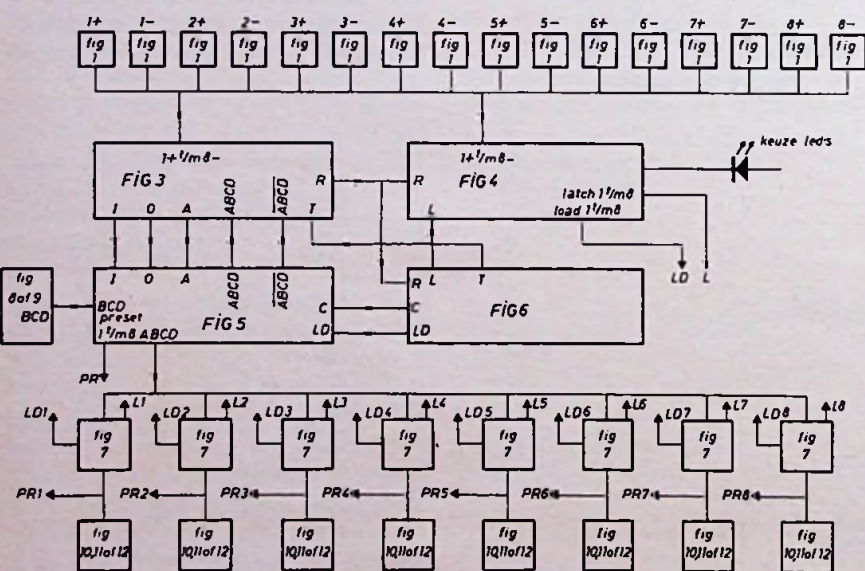 1+ 1- 2+ 2- 3+ 3- 4+ 4- 5+ 5- 6+ 6- 7+ 7- 8+ 8-
fig fig fig fig fig fig fig fig fig fig fig fig fig fig fig fig
1 1 1 1 1 1 1 1 1 1 1 1 1 1 1 1
keuze leds
1+ t/m 8- 1+ t/m 8-
FIG 3 R R FIG 4
latch 1 t/m 8
I O A ABCD ABCD T L load 1 t/m 8
LD L
I O A ABCD ABCD R L T
fig
8 of 9
BCD
BCD
preset
1 t/m 8 ABCD
FIG 5
C C
LD LD
FIG 6
PR
LD1 L1 LD2 L2 LD3 L3 LD4 L4 LD5 L5 LD6 L6 LD7 L7 LD8 L8
fig fig fig fig fig fig fig fig
7 7 7 7 7 7 7 7
PR1 PR2 PR3 PR4 PR5 PR6 PR7 PR8
fig fig fig fig fig fig fig fig
10,11 of 12 10,11 of 12 10,11 of 12 10,11 of 12 10,11 of 12 10,11 of 12 10,11 of 12 10,11 of 12